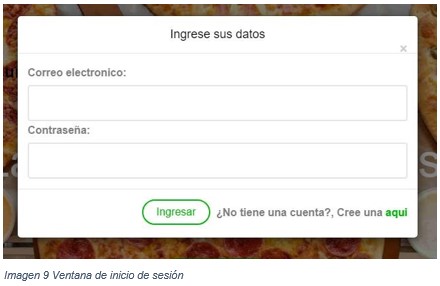 Ingrese sus datos
×
Correo electronico:
Contraseña:
Ingresar ¿No tiene una cuenta?, Cree una aqui
Imagen 9 Ventana de inicio de sesión